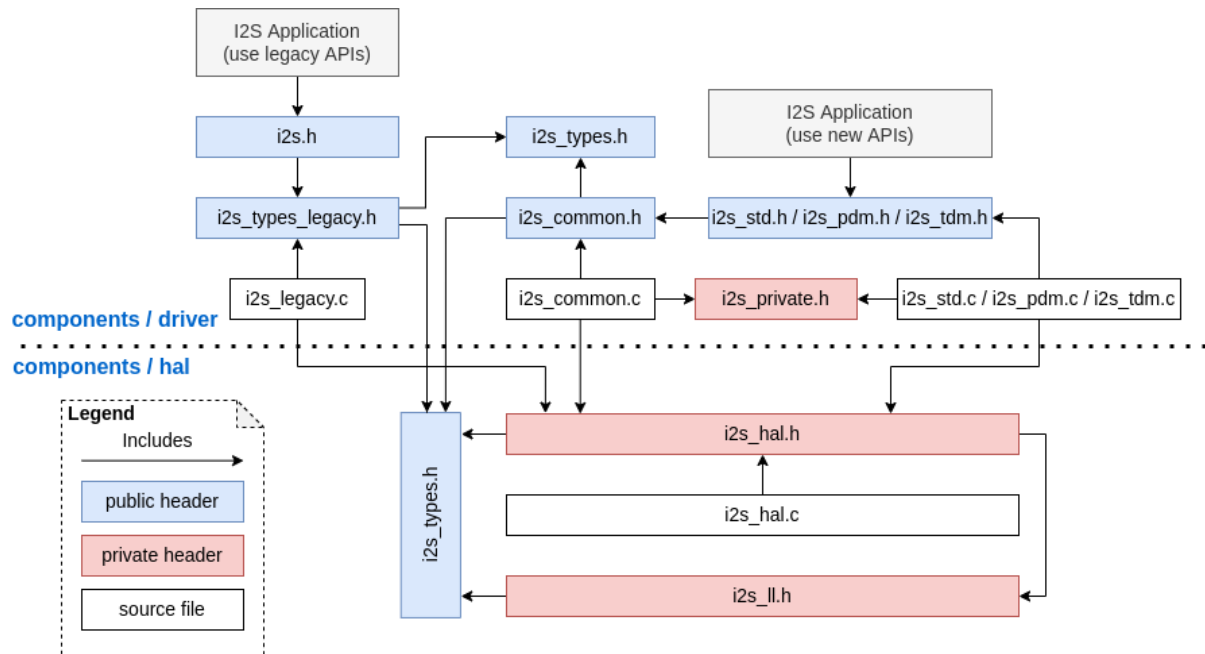 I2S Application
(use legacy APIs)
I2S Application
(use new APIs)
i2s.h
i2s_types.h
i2s_types_legacy.h
i2s_common.h
i2s_std.h / i2s_pdm.h / i2s_tdm.h
i2s_legacy.c
i2s_common.c
i2s_private.h
i2s_std.c / i2s_pdm.c / i2s_tdm.c
components / driver
components / hal
Legend
Includes
public header
private header
source file
i2s_types.h
i2s_hal.h
i2s_hal.c
i2s_ll.h